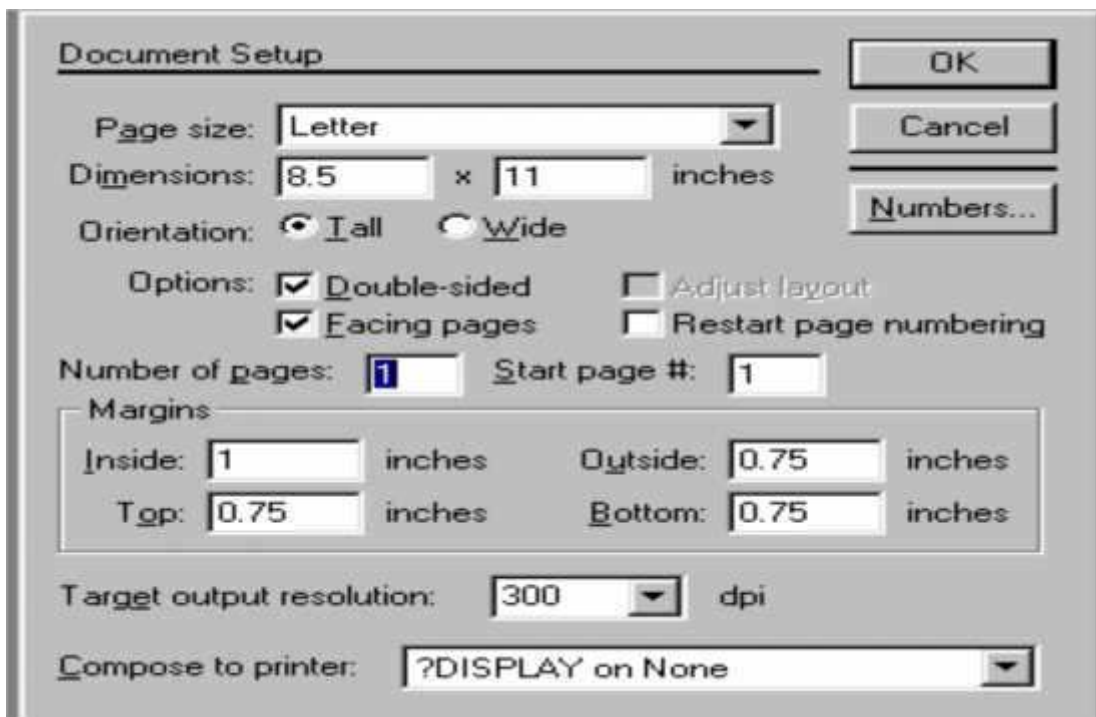 Document Setup
OK
Page size: Letter
Cancel
Dimensions: 8.5 x 11 inches
Numbers...
Orientation: Tall Wide
Options: Double-sided Adjust layout
Facing pages Restart page numbering
Number of pages: 1 Start page #: 1
Margins
Inside: 1 inches Outside: 0.75 inches
Top: 0.75 inches Bottom: 0.75 inches
Target output resolution: 300 dpi
Compose to printer: ?DISPLAY on None